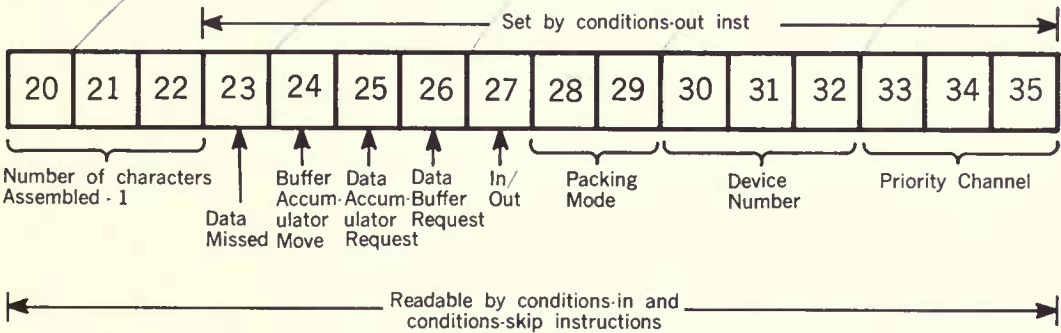 Set by conditions-out inst
20 21 22 23 24 25 26 27 28 29 30 31 32 33 34 35
Number of characters
Assembled - 1
Data
Missed
Buffer
Accum-
ulator
Move
Data
Accum-
ulator
Request
Data
Buffer
Request
In/
Out
Packing
Mode
Device
Number
Priority Channel
Readable by conditions-in and
conditions-skip instructions